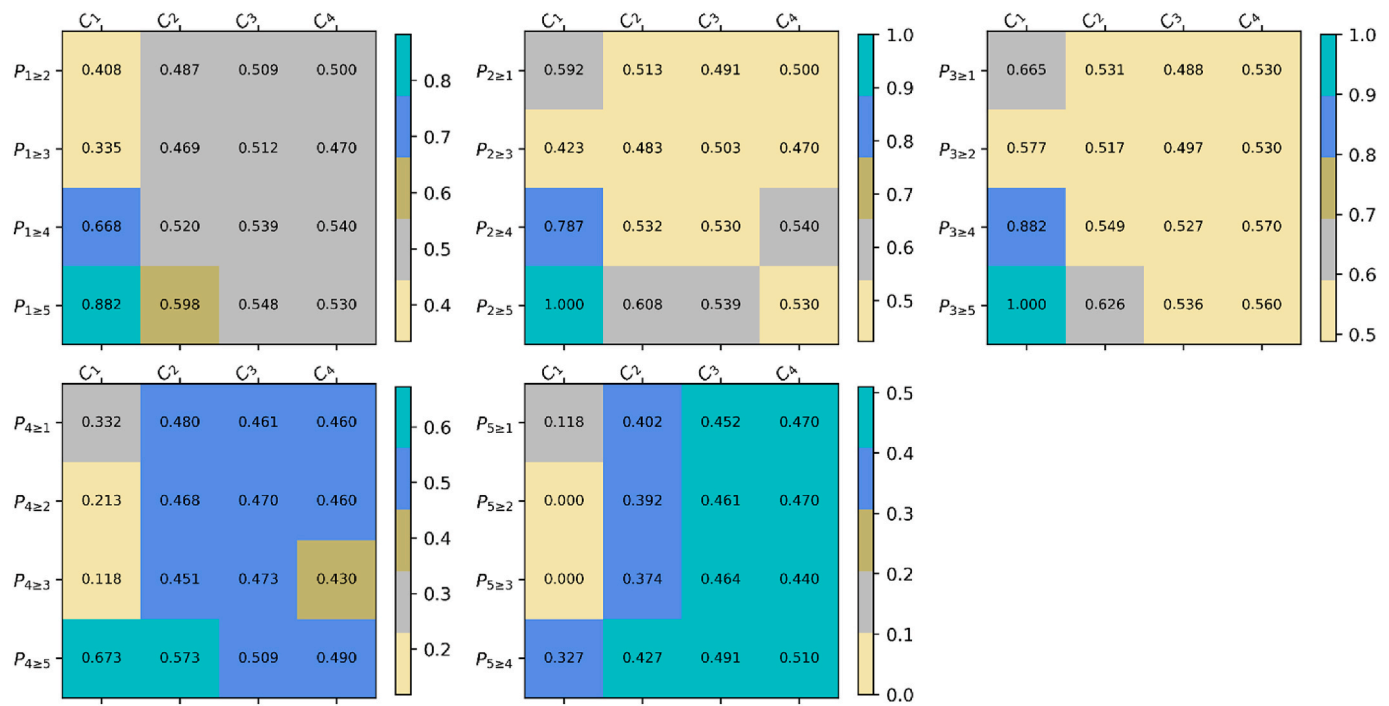 C₁ C₂ C₃ C₄
P₁≥₂ 0.408 0.487 0.509 0.500
P₁≥₃ 0.335 0.469 0.512 0.470
P₁≥₄ 0.668 0.520 0.539 0.540
P₁≥₅ 0.882 0.598 0.548 0.530
0.8
0.7
0.6
0.5
0.4
C₁ C₂ C₃ C₄
P₂≥₁ 0.592 0.513 0.491 0.500
P₂≥₃ 0.423 0.483 0.503 0.470
P₂≥₄ 0.787 0.532 0.530 0.540
P₂≥₅ 1.000 0.608 0.539 0.530
1.0
0.9
0.8
0.7
0.6
0.5
C₁ C₂ C₃ C₄
P₃≥₁ 0.665 0.531 0.488 0.530
P₃≥₂ 0.577 0.517 0.497 0.530
P₃≥₄ 0.882 0.549 0.527 0.570
P₃≥₅ 1.000 0.626 0.536 0.560
1.0
0.9
0.8
0.7
0.6
0.5
C₁ C₂ C₃ C₄
P₄≥₁ 0.332 0.480 0.461 0.460
P₄≥₂ 0.213 0.468 0.470 0.460
P₄≥₃ 0.118 0.451 0.473 0.430
P₄≥₅ 0.673 0.573 0.509 0.490
0.6
0.5
0.4
0.3
0.2
C₁ C₂ C₃ C₄
P₅≥₁ 0.118 0.402 0.452 0.470
P₅≥₂ 0.000 0.392 0.461 0.470
P₅≥₃ 0.000 0.374 0.464 0.440
P₅≥₄ 0.327 0.427 0.491 0.510
0.5
0.4
0.3
0.2
0.1
0.0